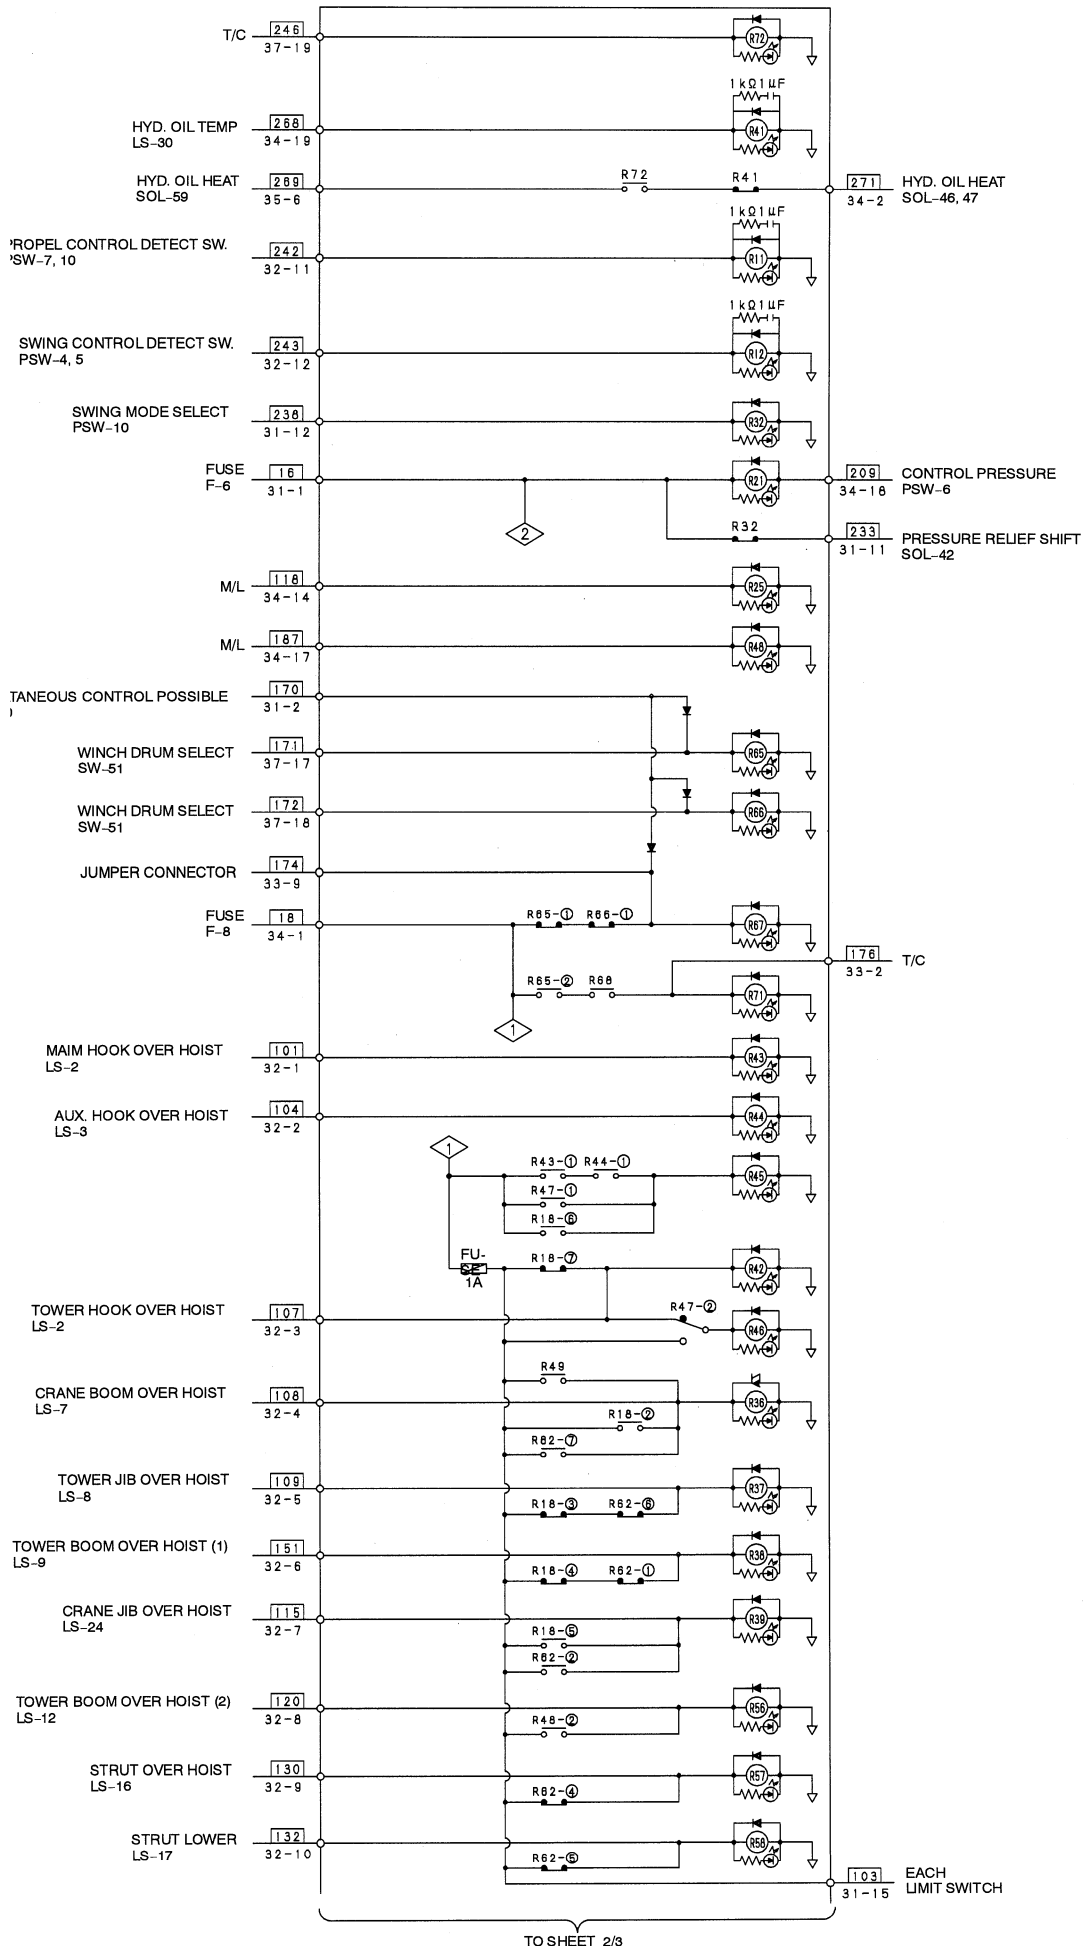 T/C 246 37-19 R72
1kΩ 1μF
HYD. OIL TEMP LS-30 268 34-19 R41
HYD. OIL HEAT SOL-59 269 35-6 R72 R41 271 34-2 HYD. OIL HEAT SOL-46, 47
1kΩ 1μF
PROPEL CONTROL DETECT SW. PSW-7, 10 242 32-11 R11
1kΩ 1μF
SWING CONTROL DETECT SW. PSW-4, 5 243 32-12 R12
SWING MODE SELECT PSW-10 238 31-12 R32
FUSE F-6 16 31-1 R21 209 34-18 CONTROL PRESSURE PSW-6
2 R32 233 31-11 PRESSURE RELIEF SHIFT SOL-42
M/L 118 34-14 R25
M/L 187 34-17 R48
TANEOUS CONTROL POSSIBLE 170 31-2
)
WINCH DRUM SELECT SW-51 171 37-17 R65
WINCH DRUM SELECT SW-51 172 37-18 R66
JUMPER CONNECTOR 174 33-9
FUSE F-8 18 34-1 R65-① R66-① R67
176 33-2 T/C
R65-② R68 R71
1
MAIM HOOK OVER HOIST LS-2 101 32-1 R43
AUX. HOOK OVER HOIST LS-3 104 32-2 R44
1
R43-① R44-① R45
R47-①
R18-⑥
FU-SE 1A R18-⑦ R42
TOWER HOOK OVER HOIST LS-2 107 32-3 R47-② R46
R49
CRANE BOOM OVER HOIST LS-7 108 32-4 R36
R18-②
R62-⑦
TOWER JIB OVER HOIST LS-8 109 32-5 R37
R18-③ R62-⑥
TOWER BOOM OVER HOIST (1) LS-9 151 32-6 R38
R18-④ R62-①
CRANE JIB OVER HOIST LS-24 115 32-7 R39
R18-⑤
R62-②
TOWER BOOM OVER HOIST (2) LS-12 120 32-8 R56
R48-②
STRUT OVER HOIST LS-16 130 32-9 R57
R62-④
STRUT LOWER LS-17 132 32-10 R58
R62-⑤
103 31-15 EACH LIMIT SWITCH
TO SHEET 2/3